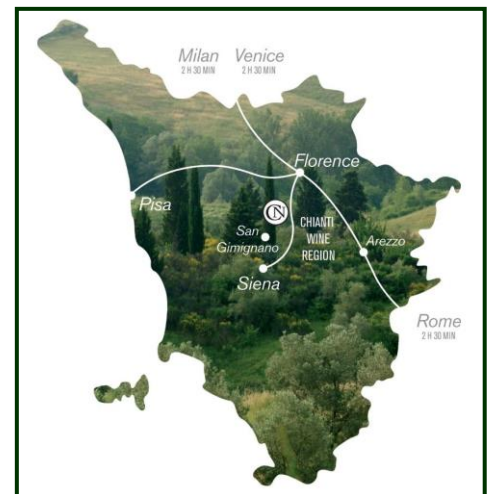 Milan Venice
2 H 30 MIN 2 H 30 MIN
Florence
Pisa
CN
San
Gimignano
CHIANTI
WINE
REGION
Arezzo
Siena
Rome
2 H 30 MIN